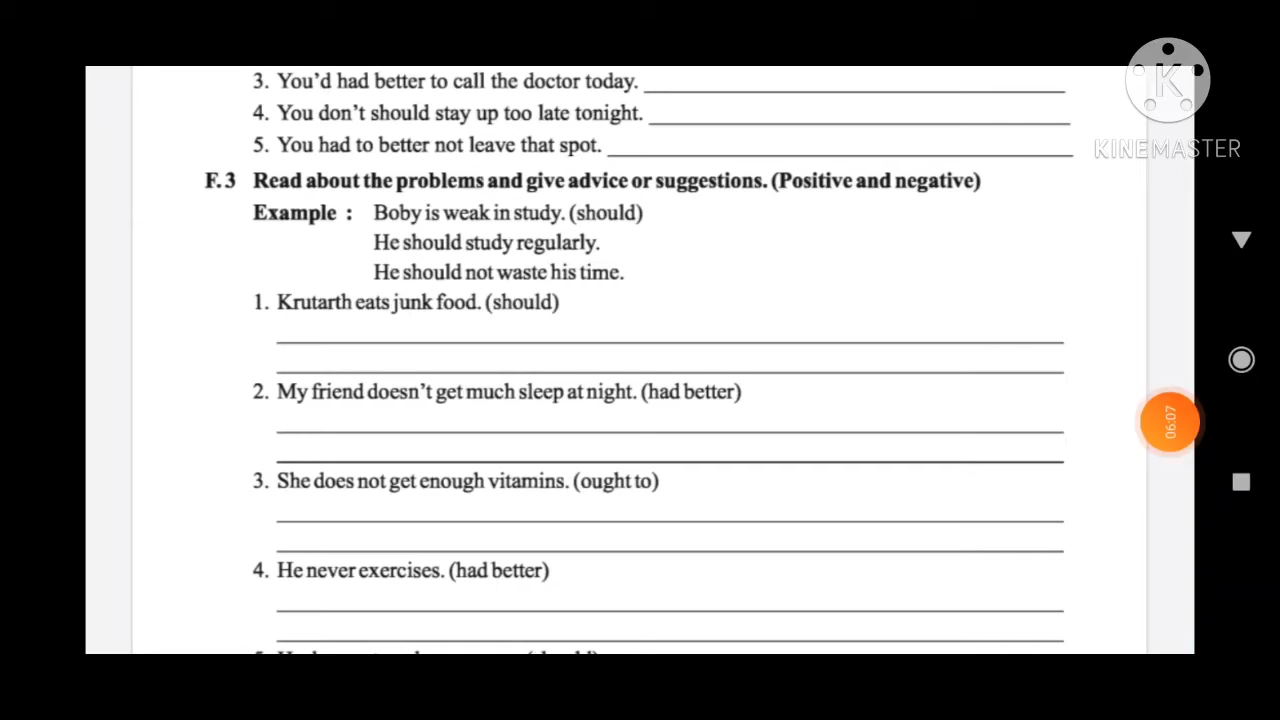 3. You'd had better to call the doctor today. ____________
4. You don't should stay up too late tonight. ____________
5. You had to better not leave that spot. ____________
F.3 Read about the problems and give advice or suggestions. (Positive and negative)
Example : Boby is weak in study. (should)
He should study regularly.
He should not waste his time.
1. Krutarth eats junk food. (should)
2. My friend doesn't get much sleep at night. (had better)
3. She does not get enough vitamins. (ought to)
4. He never exercises. (had better)
K
KINEMASTER
06:07